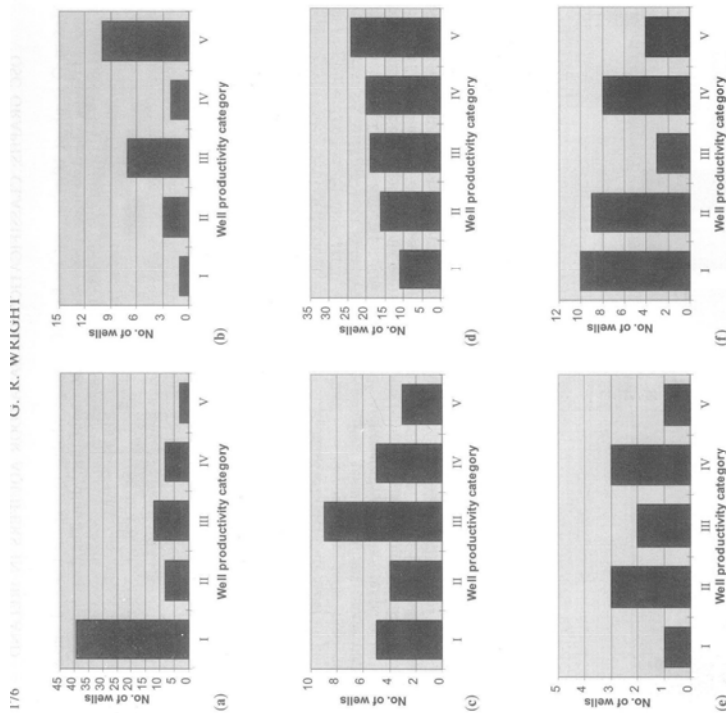 176 G. R. WRIGHT
45
40
35
30
25
20
15
10
5
0
No. of wells
I II III IV V
Well productivity category
(a)
15
12
9
6
3
0
No. of wells
I II III IV V
Well productivity category
(b)
10
8
6
4
2
0
No. of wells
I II III IV V
Well productivity category
(c)
35
30
25
20
15
10
5
0
No. of wells
I II III IV V
Well productivity category
(d)
5
4
3
2
1
0
No. of wells
I II III IV V
Well productivity category
(e)
12
10
8
6
4
2
0
No. of wells
I II III IV V
Well productivity category
(f)